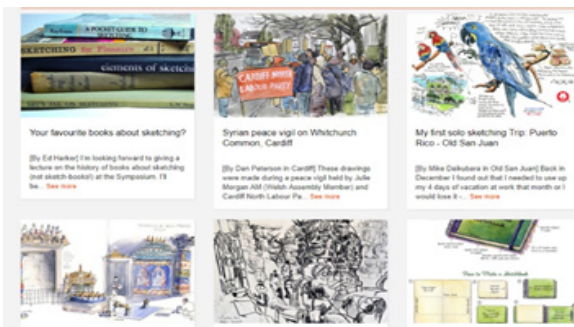 A POCKET GUIDE TO
SKETCHING
SKETCHING for Pleasure
elements of sketching
Your favourite books about sketching?
[By Ed Harker] I'm looking forward to giving a
lecture on the history of books about sketching
(not sketch-books!) at the Symposium. I'll
be... See more
CARDIFF NORTH
LABOUR PARTY
Syrian peace vigil on Whitchurch
Common, Cardiff
[By Dan Peterson in Cardiff] These drawings
were made during a peace vigil held by Julie
Morgan AM (Welsh Assembly Member) and
Cardiff North Labour Pa... See more
My first solo sketching Trip: Puerto
Rico - Old San Juan
[By Mike Daikubara in Old San Juan] Back in
December I found out that I needed to use up
my 4 days of vacation at work that month or I
would lose it -... See more
How to Make a Sketchbook